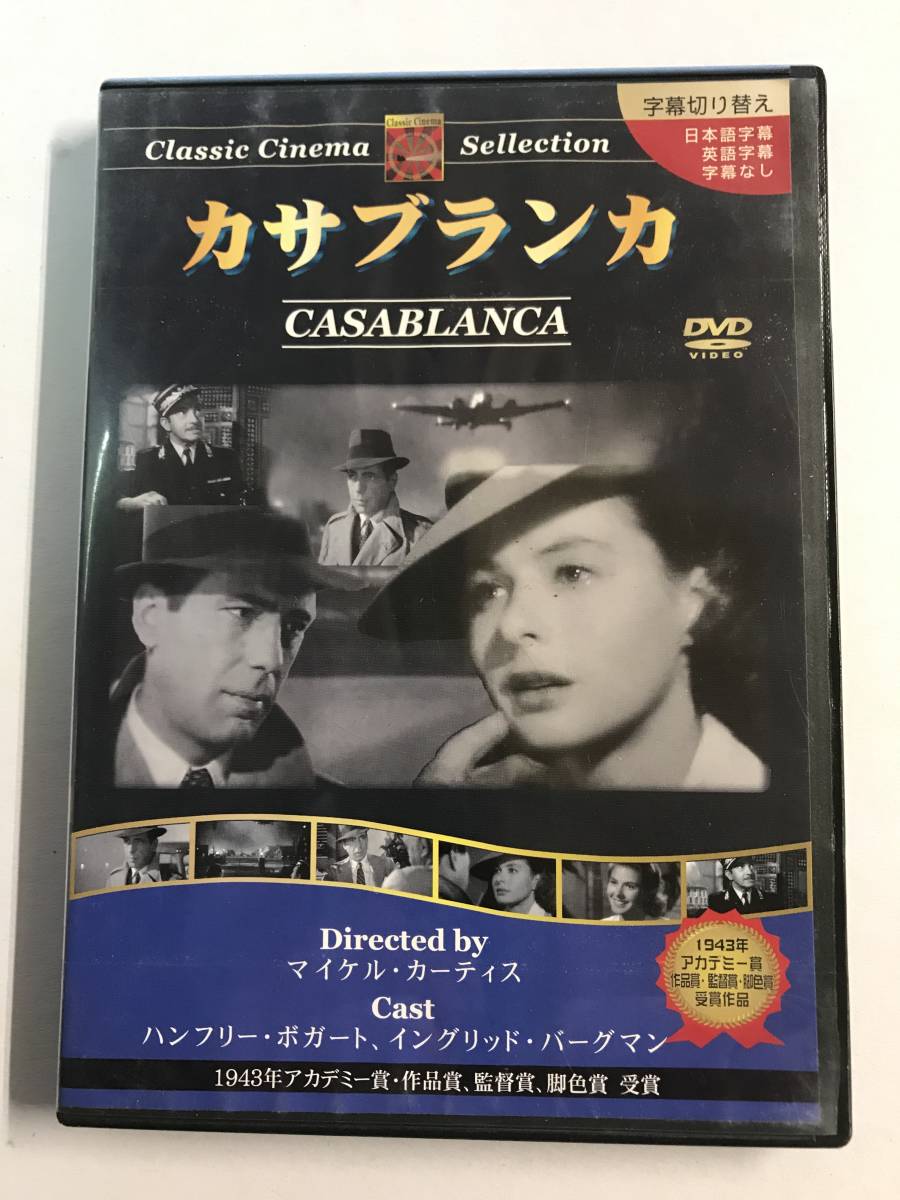 字幕切り替え
日本語字幕
英語字幕
字幕なし
Classic Cinema
Classic Cinema
Sellection
カサブランカ
CASABLANCA
DVD
VIDEO
Directed by
マイケル・カーティス
Cast
ハンフリー・ボガート、イングリッド・バーグマン
1943年
アカデミー賞
作品賞・監督賞・脚色賞
受賞作品
1943年アカデミー賞・作品賞、監督賞、脚色賞 受賞